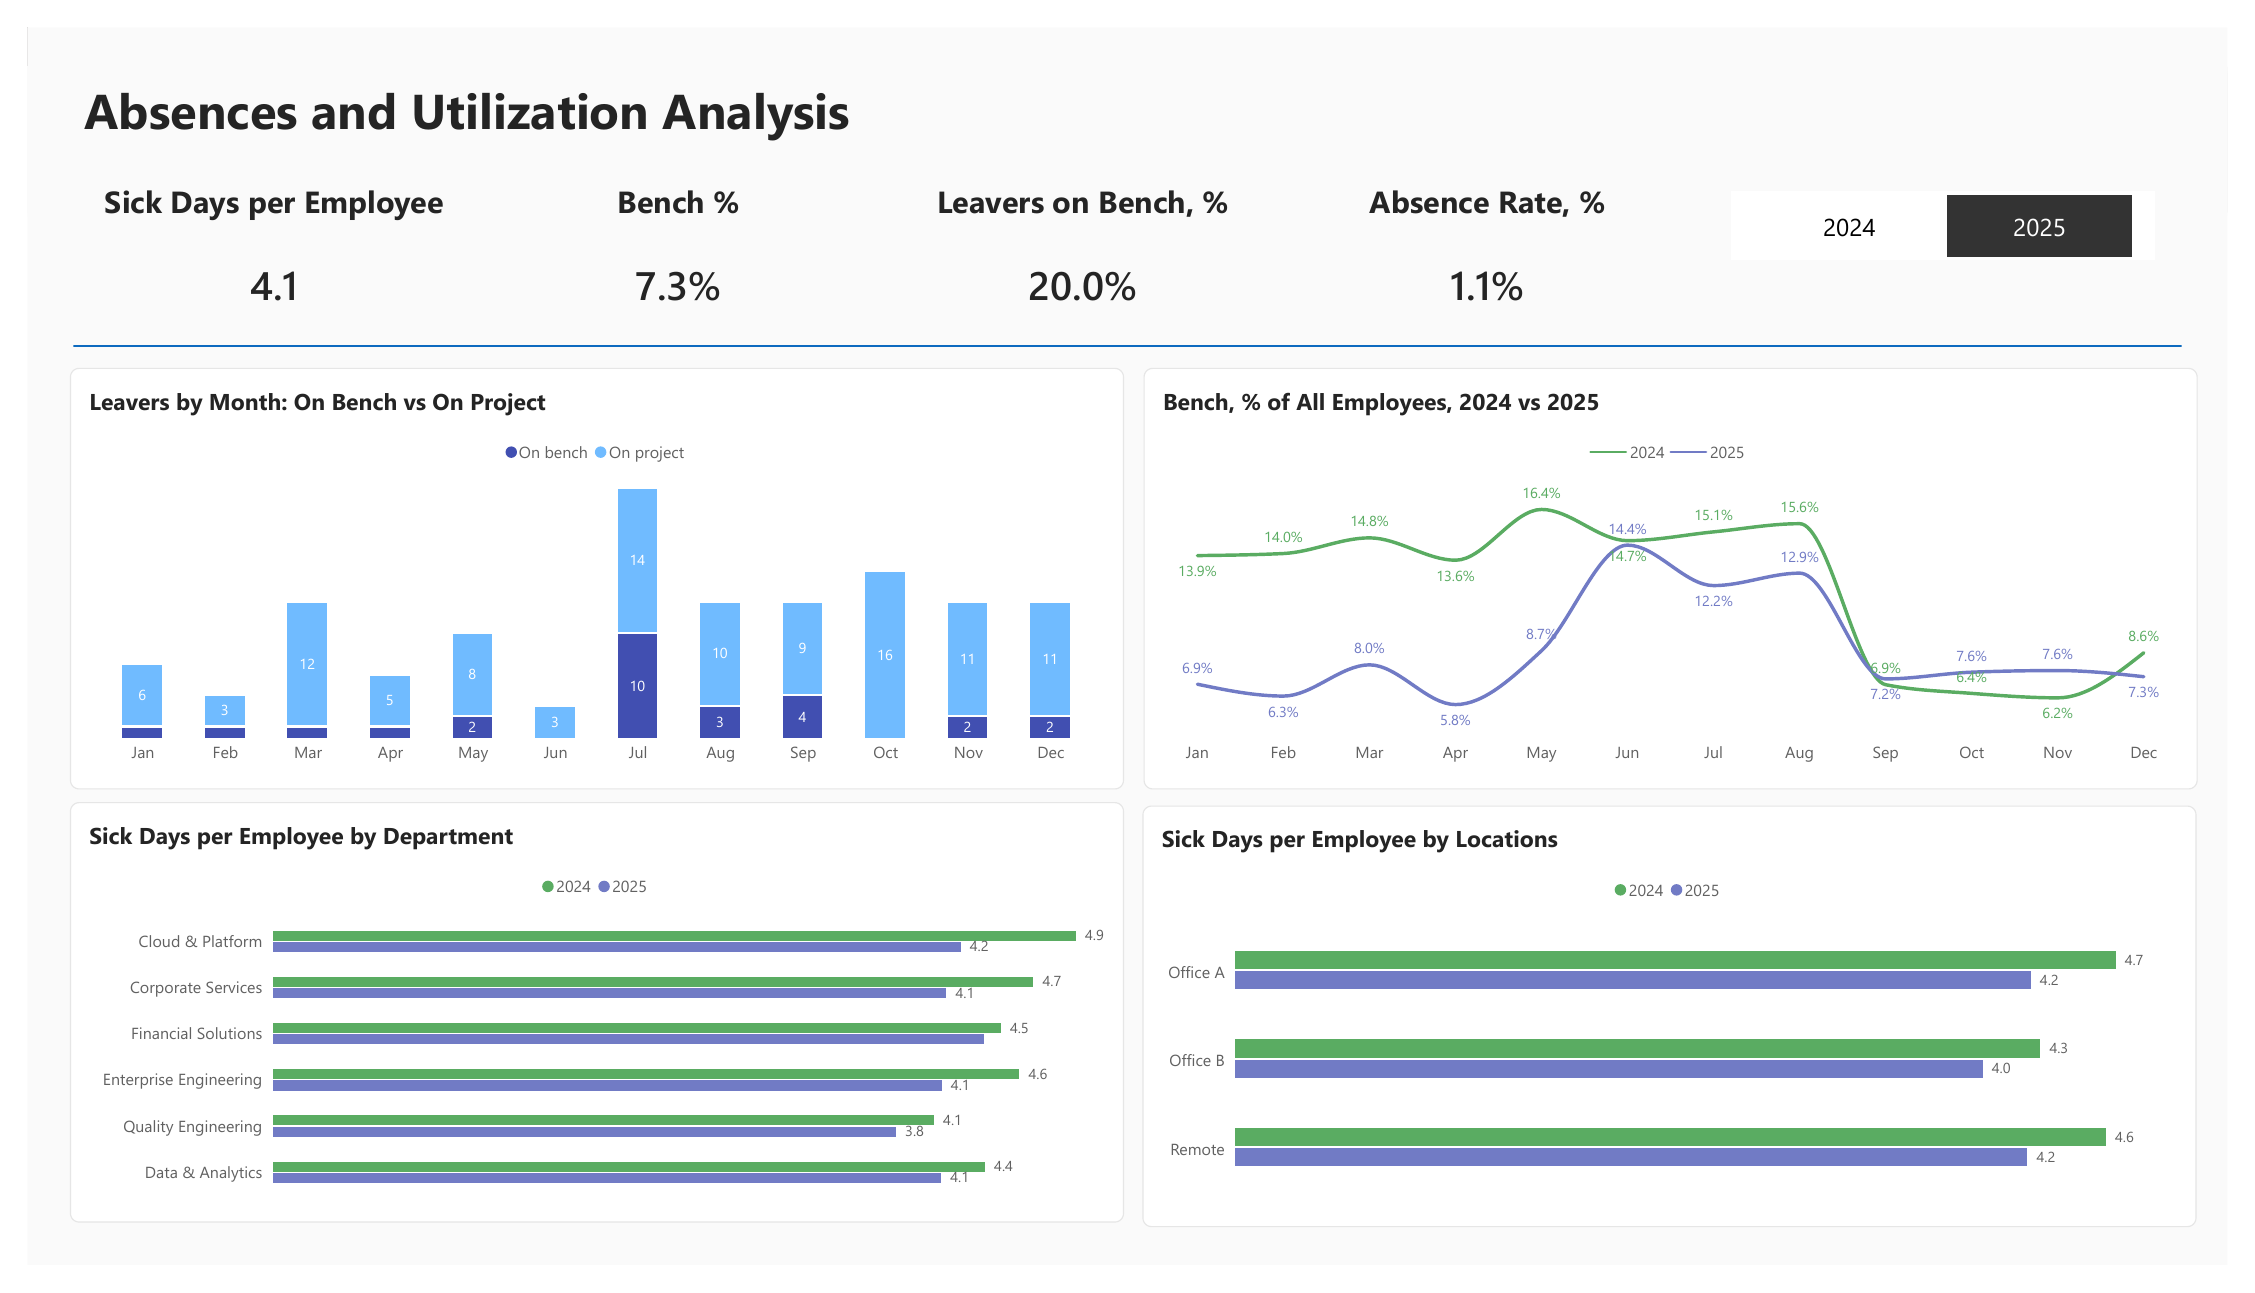 Absences and Utilization Analysis
Sick Days per Employee
4.1
Bench %
7.3%
Leavers on Bench, %
20.0%
Absence Rate, %
1.1%
2024 2025
Leavers by Month: On Bench vs On Project
On bench On project
6 3 12 5 8 3 14 10 9 16 11 11
2 10 3 4 2 2
Jan Feb Mar Apr May Jun Jul Aug Sep Oct Nov Dec
Bench, % of All Employees, 2024 vs 2025
2024 2025
13.9% 14.0% 14.8% 13.6% 16.4% 14.7% 15.1% 15.6% 6.9% 6.4% 6.2% 8.6%
6.9% 6.3% 8.0% 5.8% 8.7% 14.4% 12.2% 12.9% 7.2% 7.6% 7.6% 7.3%
Jan Feb Mar Apr May Jun Jul Aug Sep Oct Nov Dec
Sick Days per Employee by Department
2024 2025
Cloud & Platform 4.9
4.2
Corporate Services 4.7
4.1
Financial Solutions 4.5
Enterprise Engineering 4.6
4.1
Quality Engineering 4.1
3.8
Data & Analytics 4.4
4.1
Sick Days per Employee by Locations
2024 2025
Office A 4.7
4.2
Office B 4.3
4.0
Remote 4.6
4.2